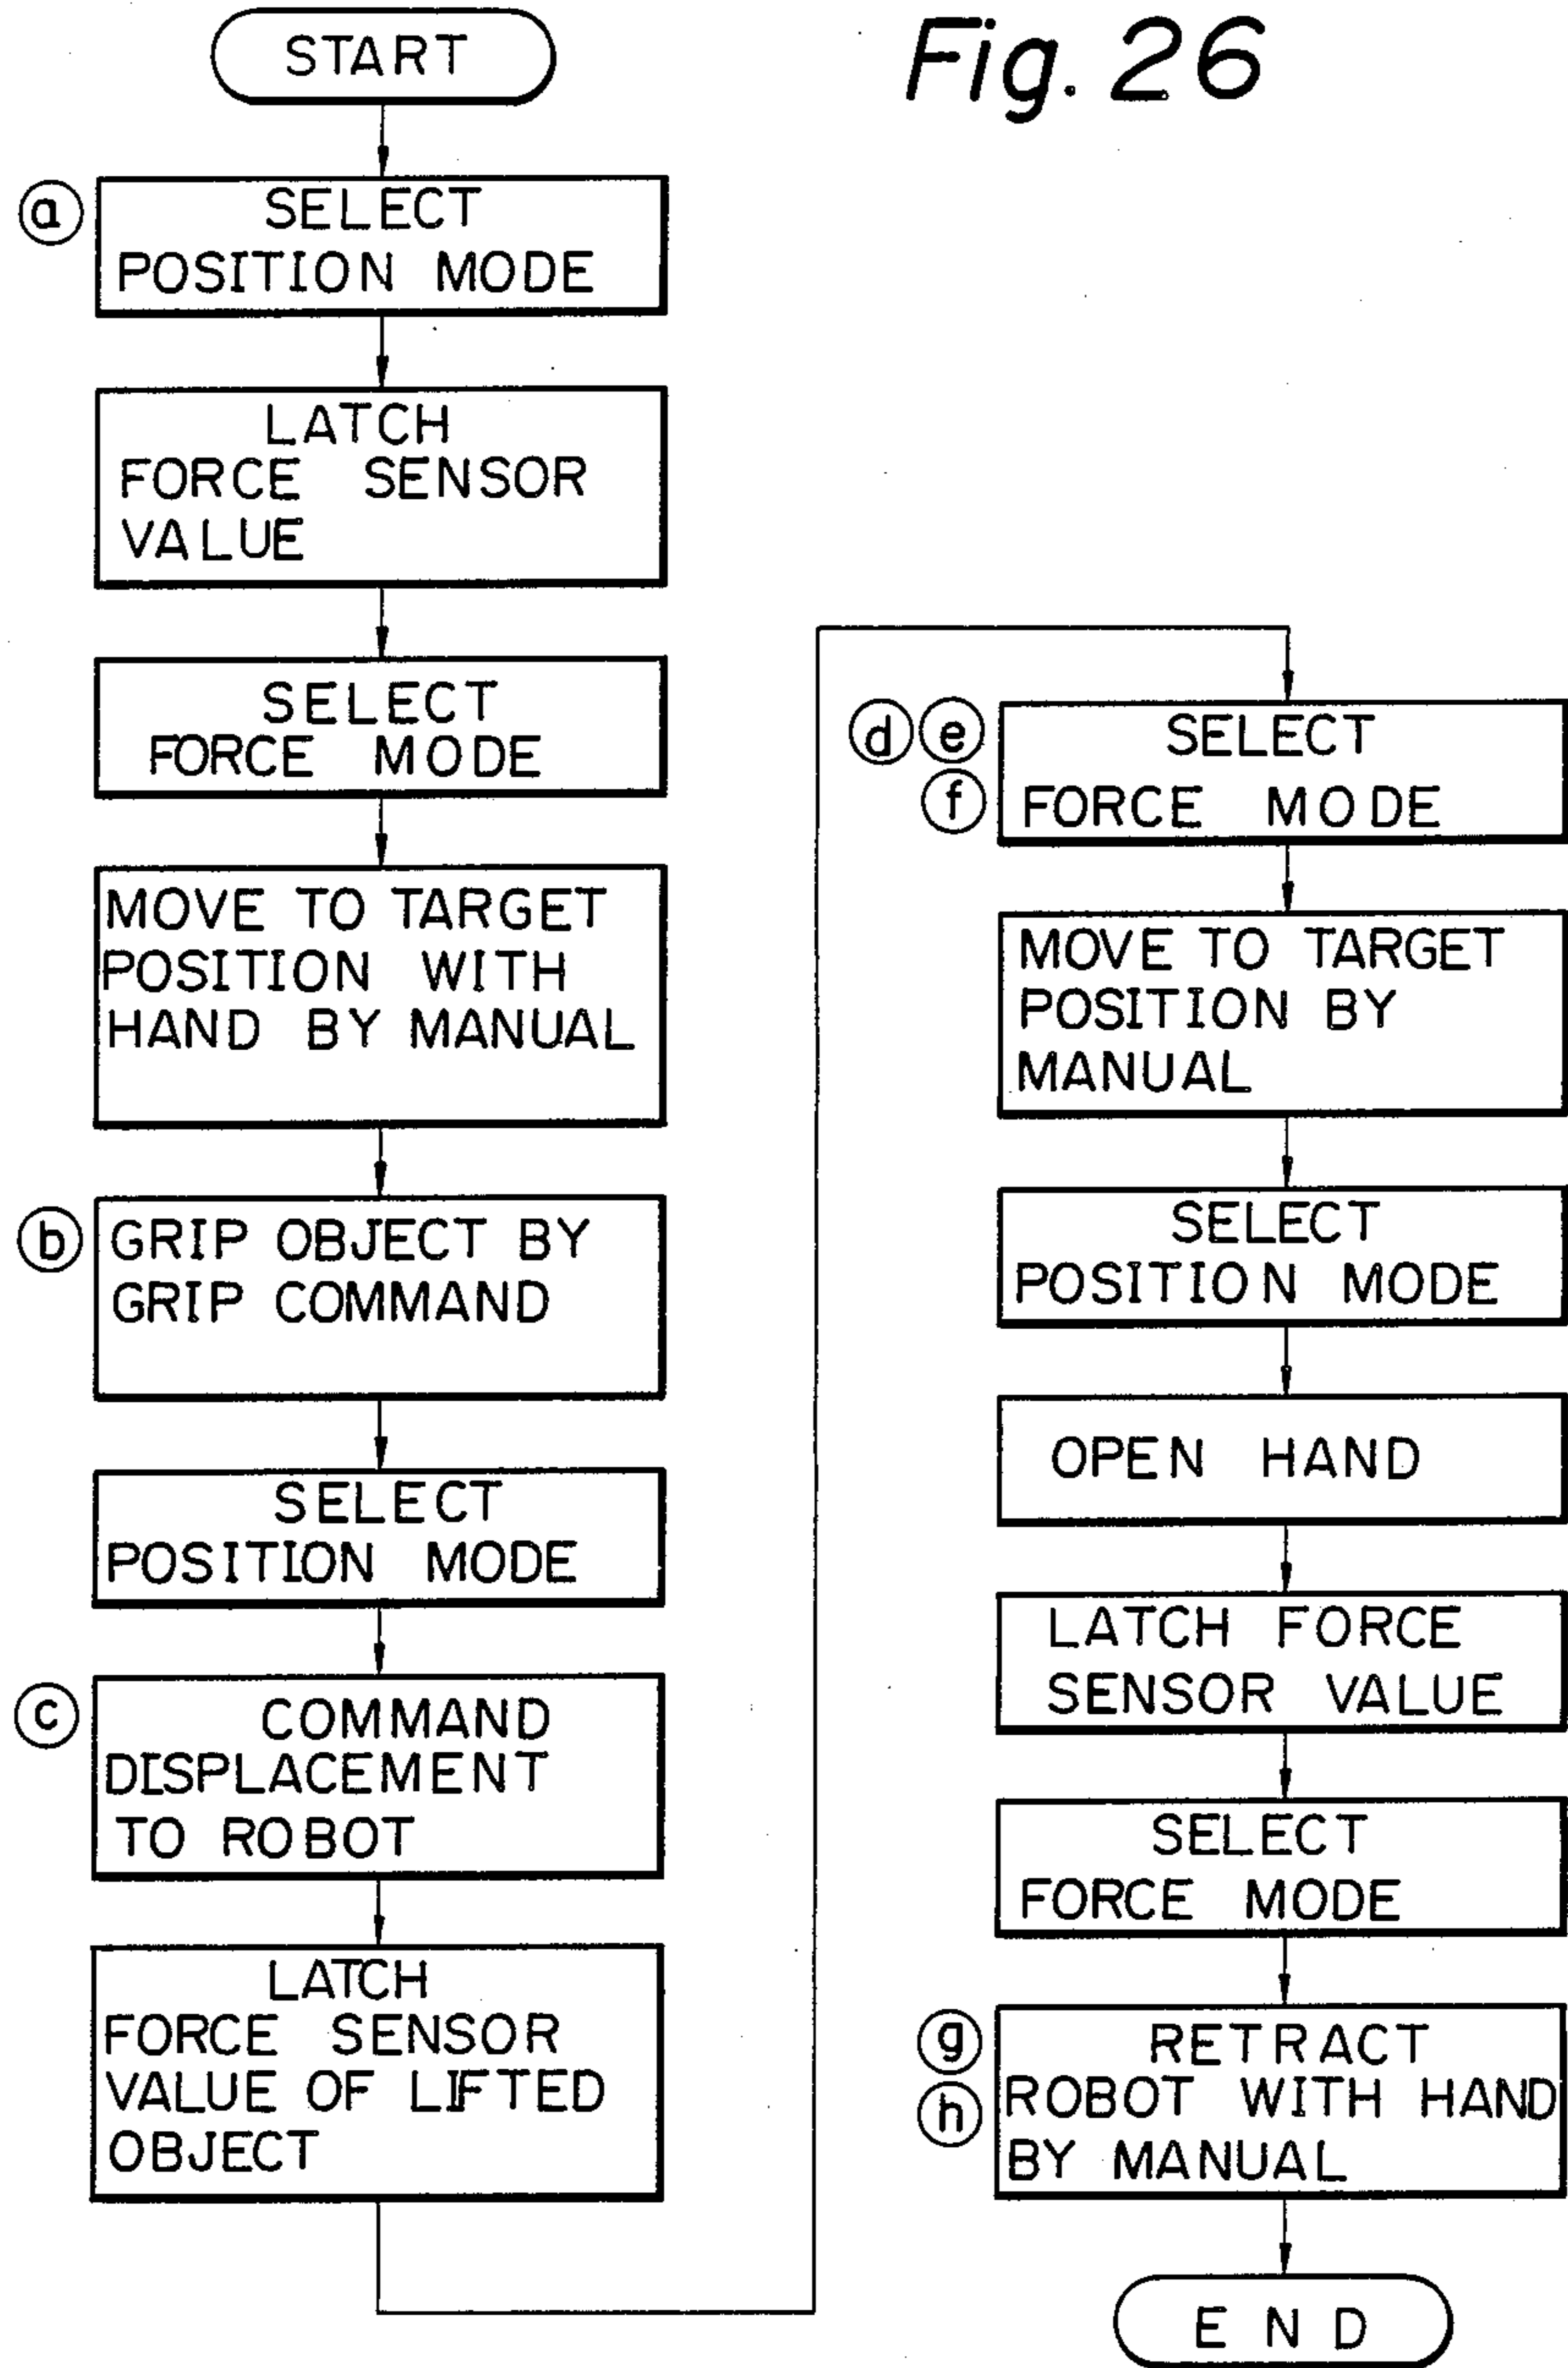 Fig. 26
START
ⓐ
SELECT
POSITION MODE
LATCH
FORCE SENSOR
VALUE
SELECT
FORCE MODE
MOVE TO TARGET
POSITION WITH
HAND BY MANUAL
ⓑ
GRIP OBJECT BY
GRIP COMMAND
SELECT
POSITION MODE
ⓒ
COMMAND
DISPLACEMENT
TO ROBOT
LATCH
FORCE SENSOR
VALUE OF LIFTED
OBJECT
ⓓ ⓔ
ⓕ
SELECT
FORCE MODE
MOVE TO TARGET
POSITION BY
MANUAL
SELECT
POSITION MODE
OPEN HAND
LATCH FORCE
SENSOR VALUE
SELECT
FORCE MODE
ⓖ
ⓗ
RETRACT
ROBOT WITH HAND
BY MANUAL
END